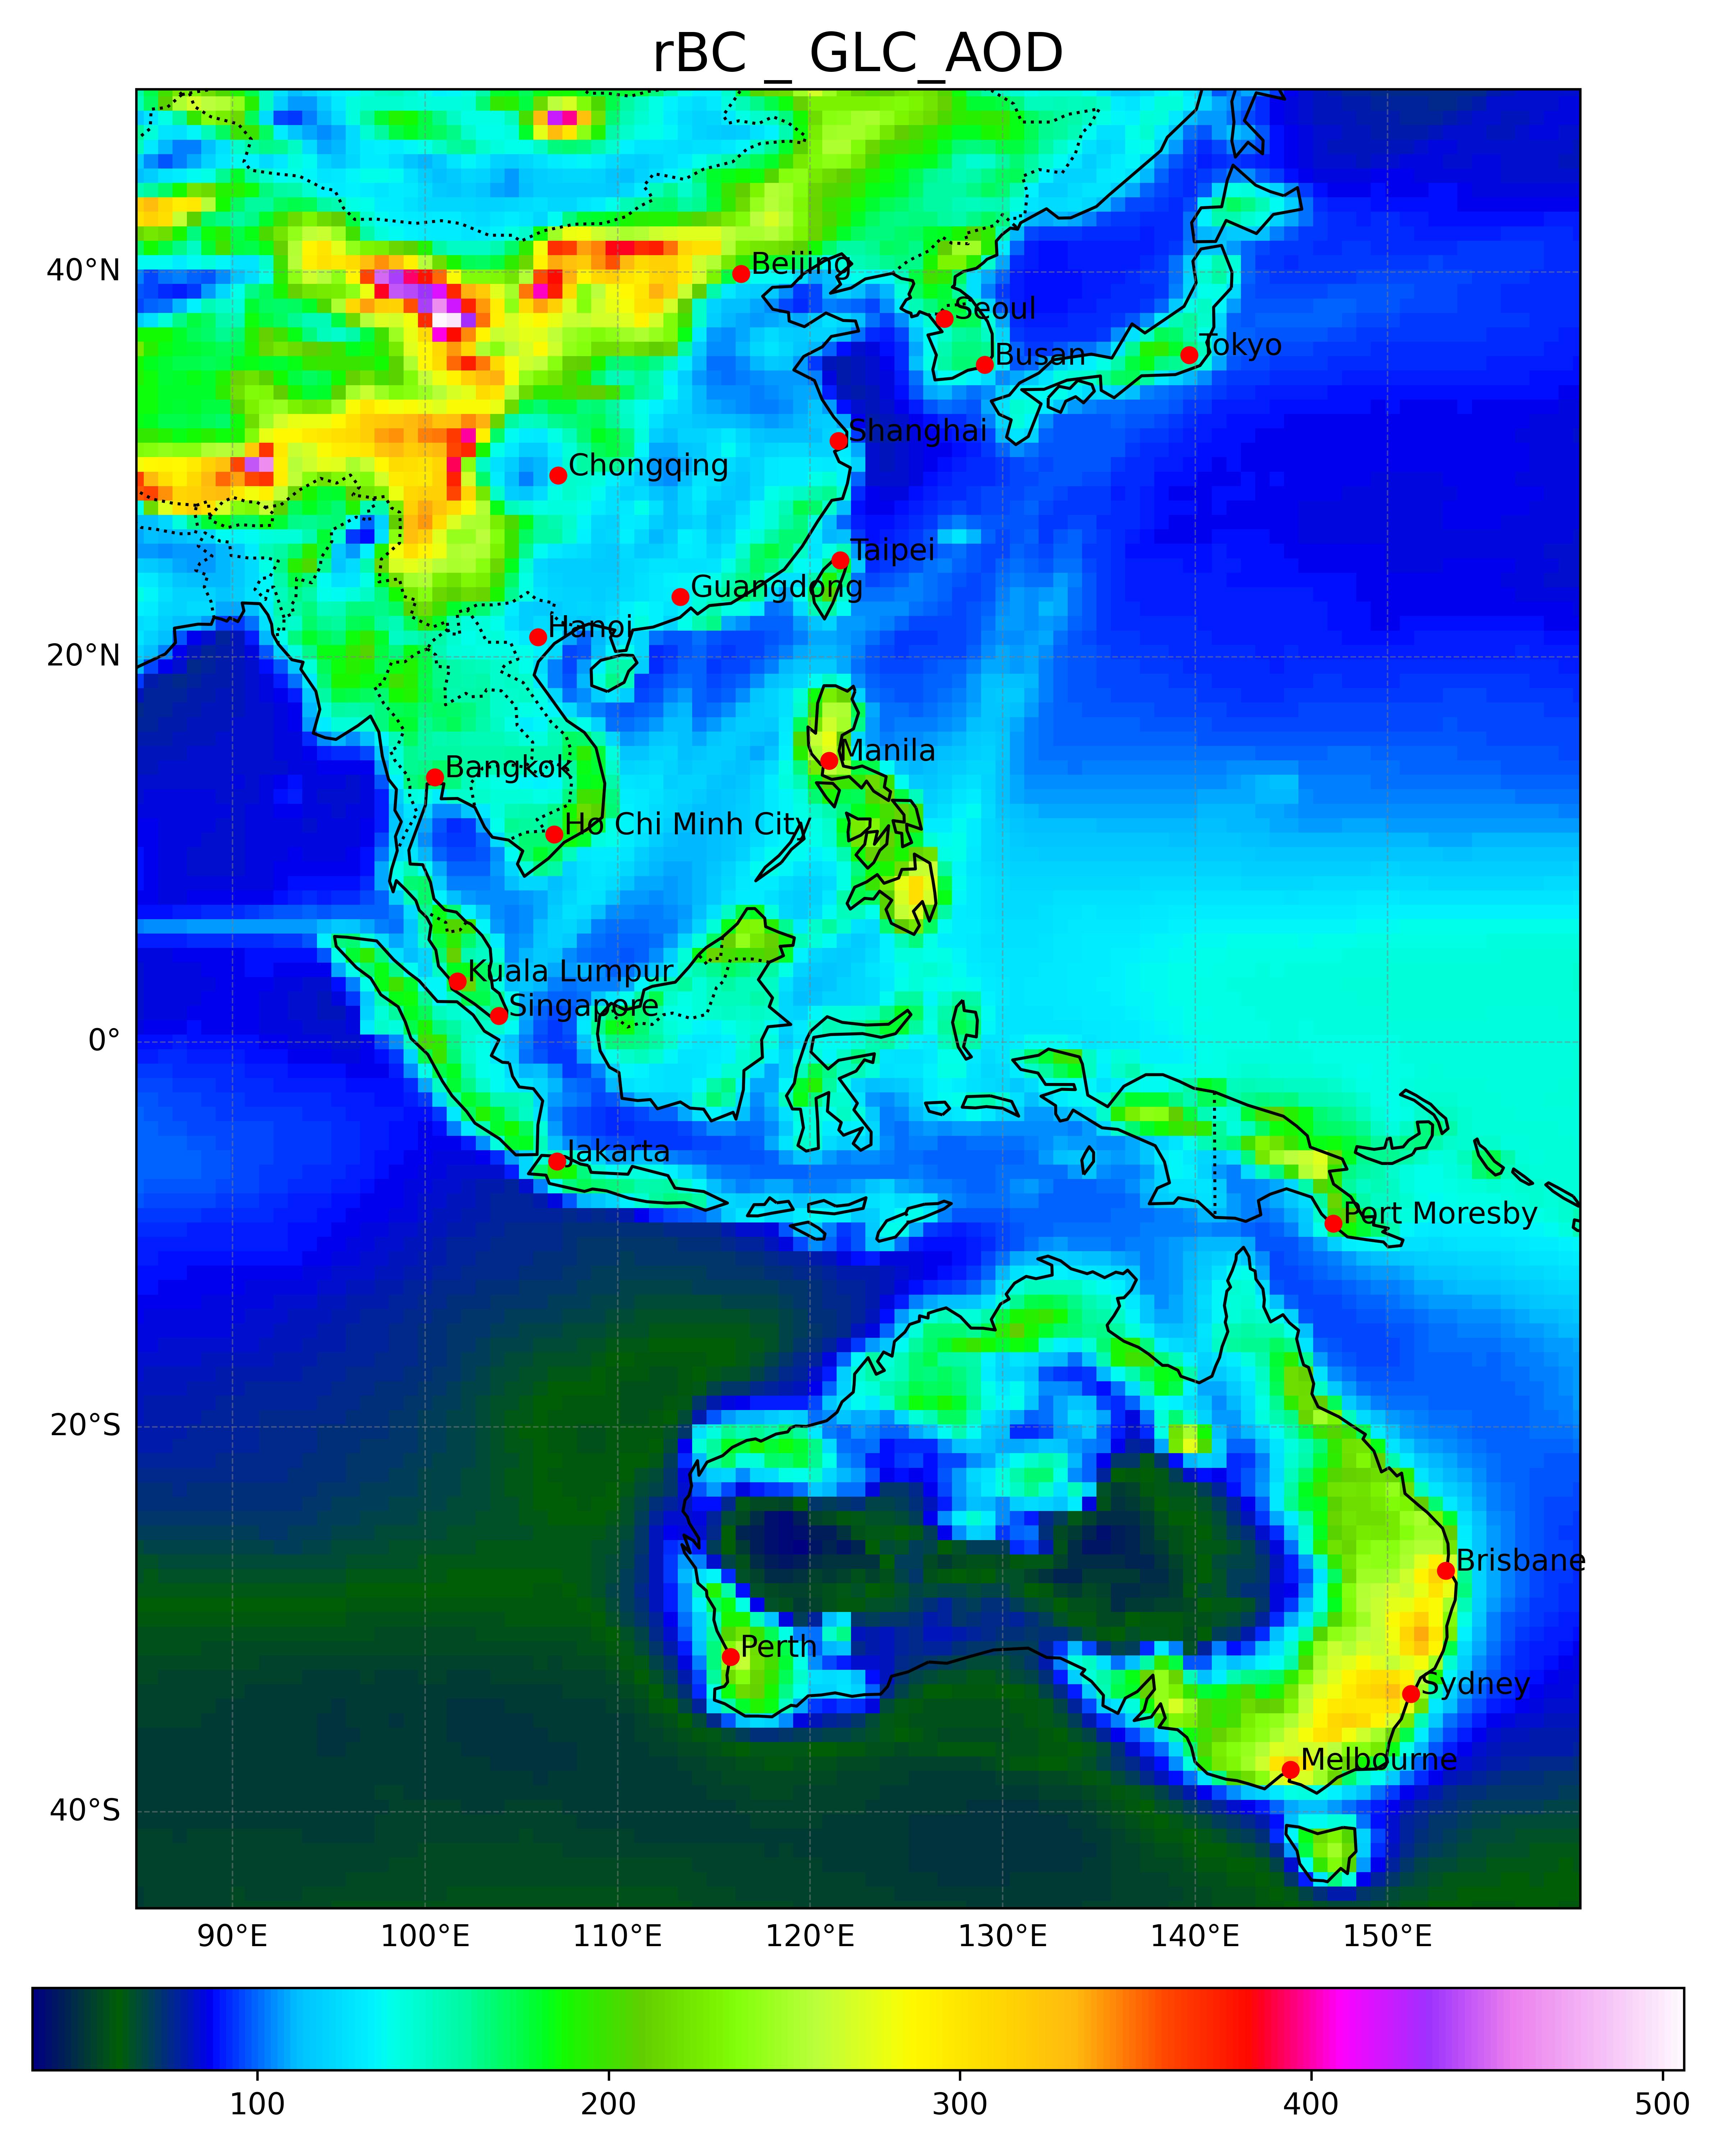 rBC _ GLC_AOD
40°N
20°N
0°
20°S
40°S
Beijing
Seoul
Tokyo
Busan
Shanghai
Chongqing
Taipei
Guangdong
Hanoi
Manila
Bangkok
Ho Chi Minh City
Kuala Lumpur
Singapore
Jakarta
Port Moresby
Brisbane
Perth
Sydney
Melbourne
90°E 100°E 110°E 120°E 130°E 140°E 150°E
100 200 300 400 500